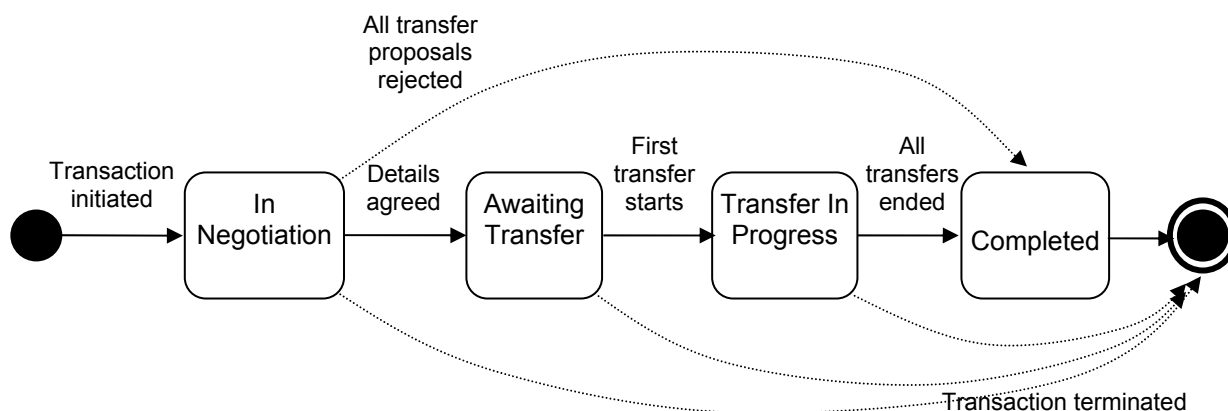 All transfer
proposals
rejected
Transaction
initiated
In
Negotiation
Details
agreed
Awaiting
Transfer
First
transfer
starts
Transfer In
Progress
All
transfers
ended
Completed
Transaction terminated